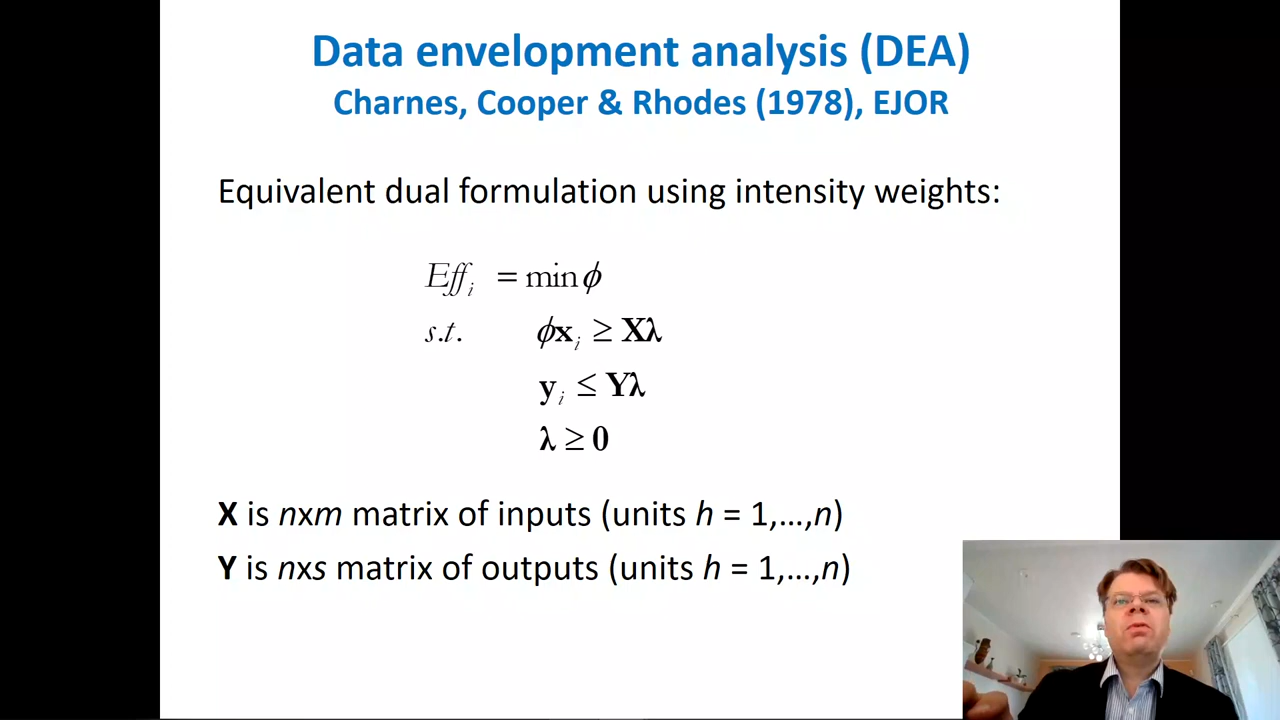 Data envelopment analysis (DEA)
Charnes, Cooper & Rhodes (1978), EJOR
Equivalent dual formulation using intensity weights:
Eff_i = min ϕ
s.t. ϕx_i ≥ Xλ
y_i ≤ Yλ
λ ≥ 0
X is nxm matrix of inputs (units h = 1,...,n)
Y is nxs matrix of outputs (units h = 1,...,n)